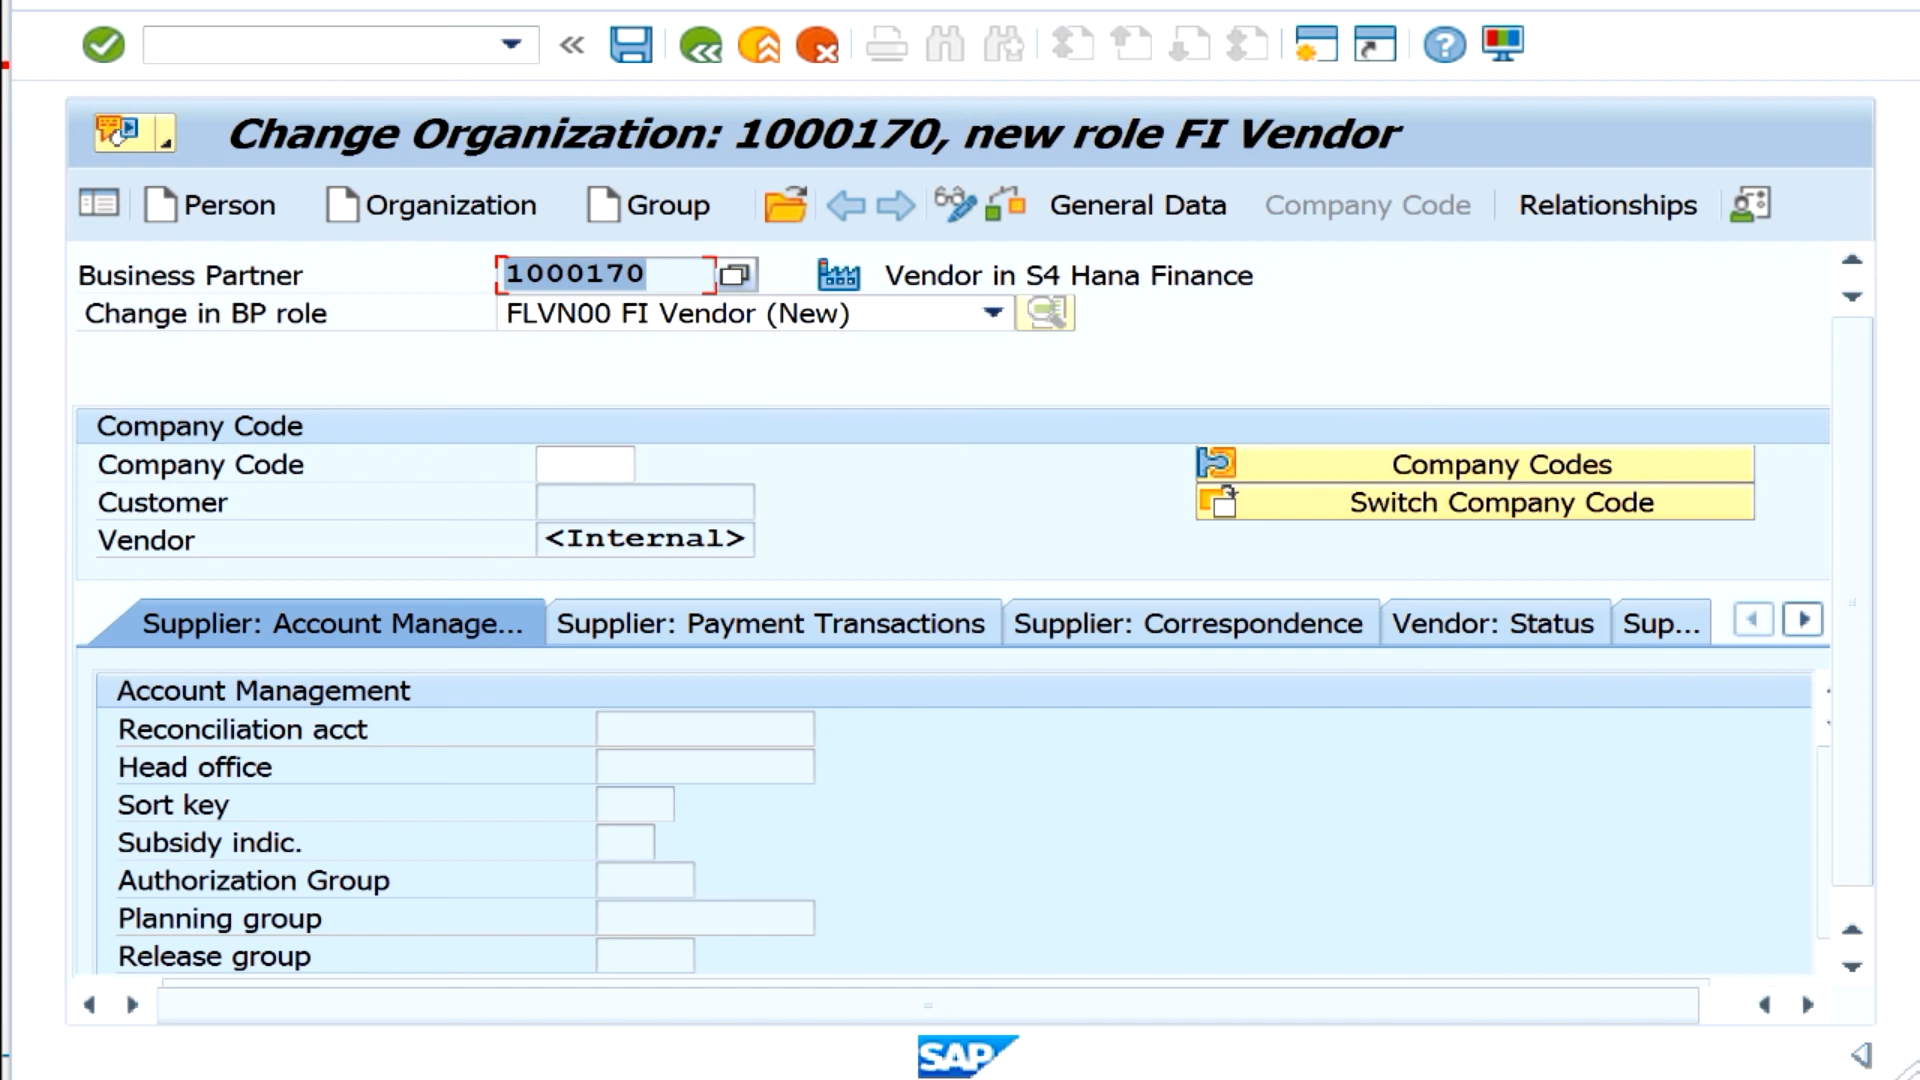 Change Organization: 1000170, new role FI Vendor
Person Organization Group General Data Company Code Relationships
Business Partner 1000170 Vendor in S4 Hana Finance
Change in BP role FLVN00 FI Vendor (New)
Company Code
Company Code Company Codes
Customer Switch Company Code
Vendor <Internal>
Supplier: Account Manage... Supplier: Payment Transactions Supplier: Correspondence Vendor: Status Sup...
Account Management
Reconciliation acct
Head office
Sort key
Subsidy indic.
Authorization Group
Planning group
Release group
SAP